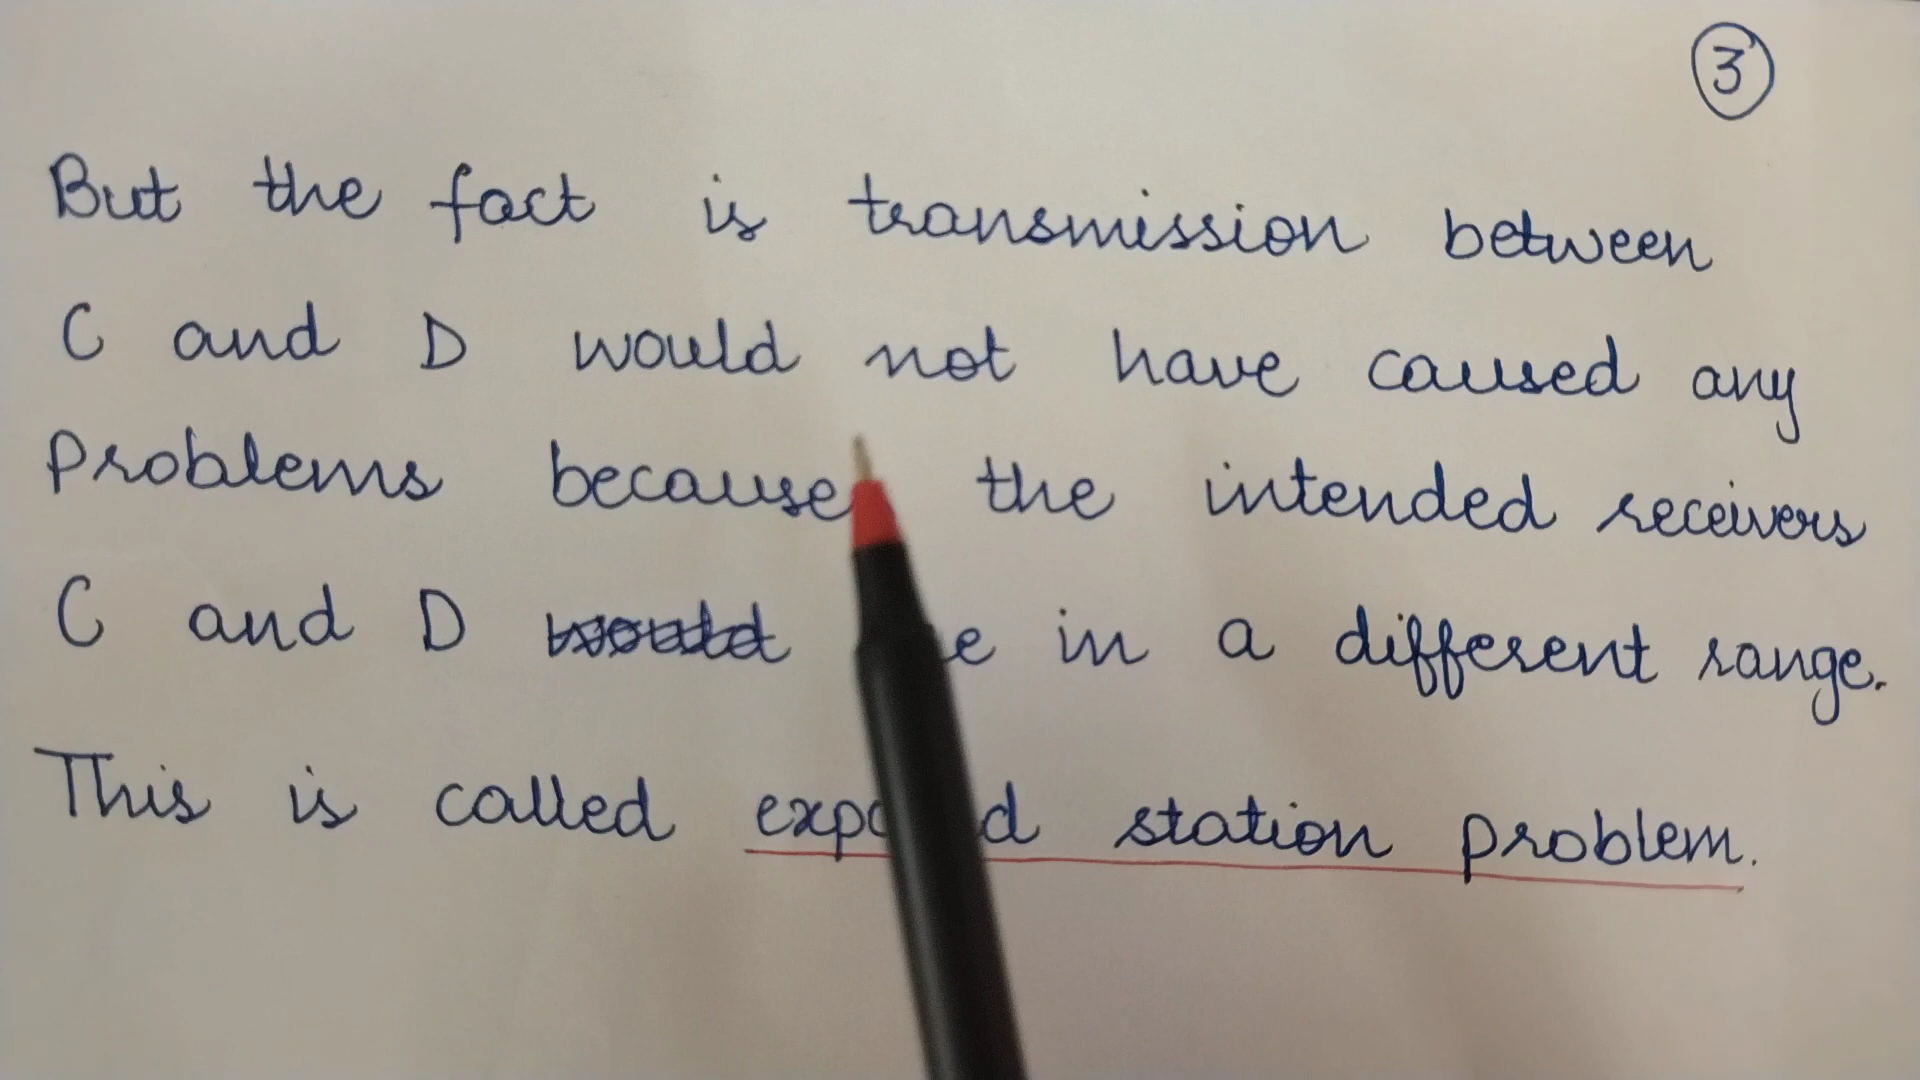 3
But the fact is transmission between
C and D would not have caused any
Problems because the intended receivers
C and D in a different range.
This is called station problem.